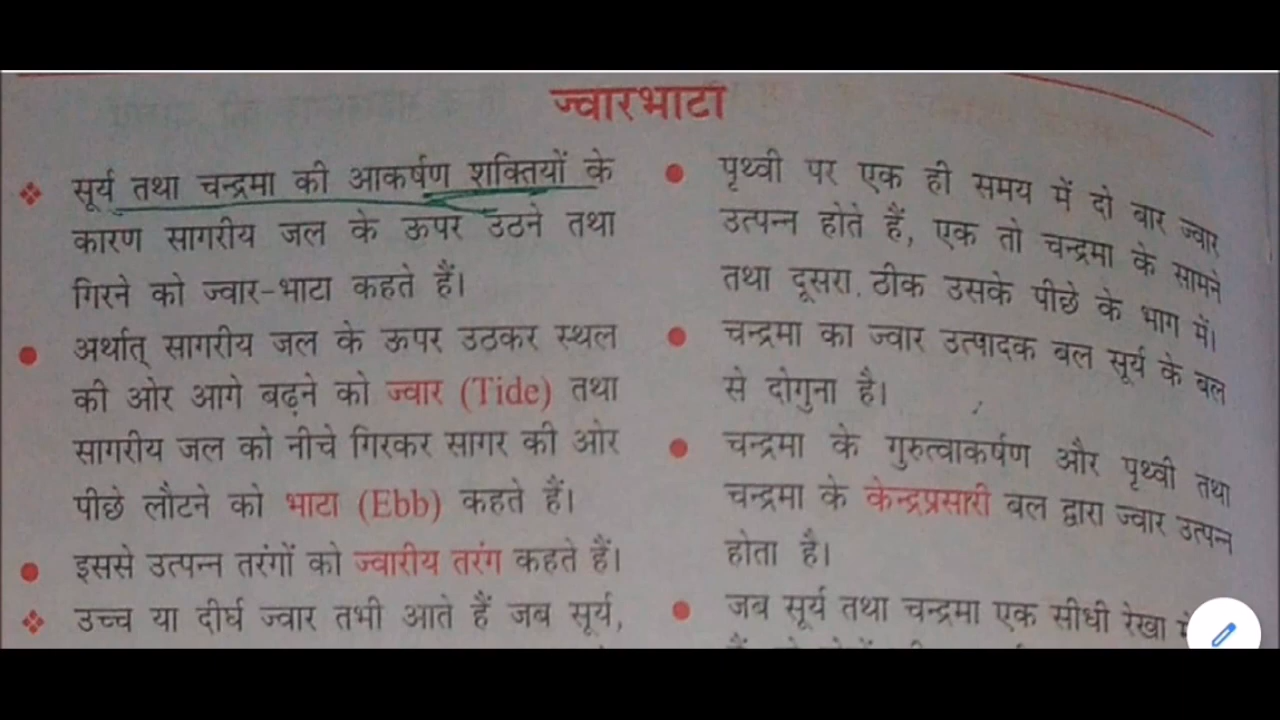 ज्वारभाटा
सूर्य तथा चन्द्रमा की आकर्षण शक्तियों के
कारण सागरीय जल के ऊपर उठने तथा
गिरने को ज्वार-भाटा कहते हैं।
अर्थात् सागरीय जल के ऊपर उठकर स्थल
की ओर आगे बढ़ने को ज्वार (Tide) तथा
सागरीय जल को नीचे गिरकर सागर की ओर
पीछे लौटने को भाटा (Ebb) कहते हैं।
इससे उत्पन्न तरंगों को ज्वारीय तरंग कहते हैं।
उच्च या दीर्घ ज्वार तभी आते हैं जब सूर्य,
पृथ्वी पर एक ही समय में दो बार ज्वार
उत्पन्न होते हैं, एक तो चन्द्रमा के सामने
तथा दूसरा ठीक उसके पीछे के भाग में।
चन्द्रमा का ज्वार उत्पादक बल सूर्य के बल
से दोगुना है।
चन्द्रमा के गुरुत्वाकर्षण और पृथ्वी तथा
चन्द्रमा के केन्द्रप्रसारी बल द्वारा ज्वार उत्पन्न
होता है।
जब सूर्य तथा चन्द्रमा एक सीधी रेखा